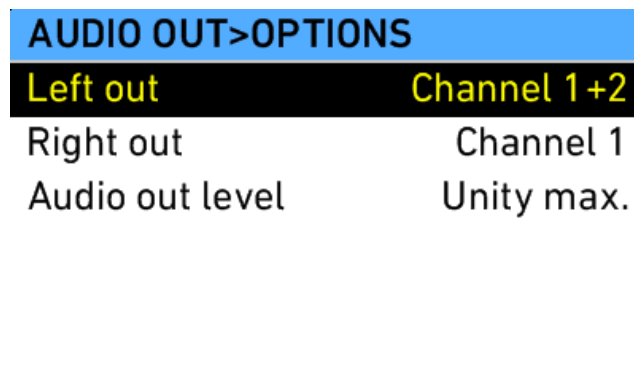 AUDIO OUT>OPTIONS
Left out Channel 1+2
Right out Channel 1
Audio out level Unity max.